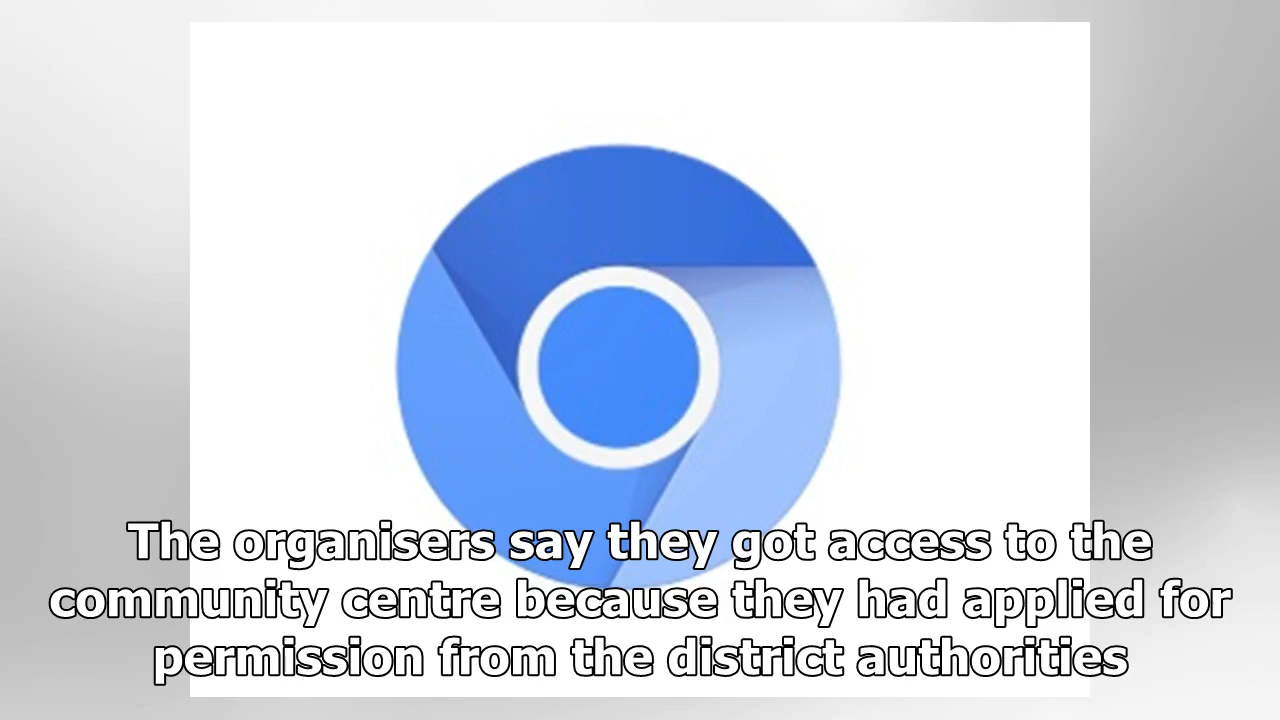 The organisers say they got access to the
community centre because they had applied for
permission from the district authorities